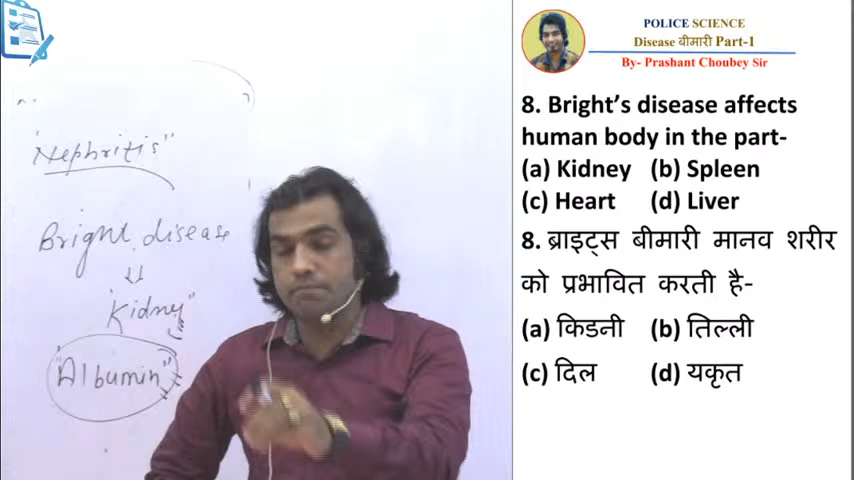 "Nephritis"
Bright disease
"Kidney"
"Albumin"
POLICE SCIENCE
Disease बीमारी Part-1
By- Prashant Choubey Sir
8. Bright's disease affects
human body in the part-
(a) Kidney (b) Spleen
(c) Heart (d) Liver
8. ब्राइट्स बीमारी मानव शरीर
को प्रभावित करती है-
(a) किडनी (b) तिल्ली
(c) दिल (d) यकृत